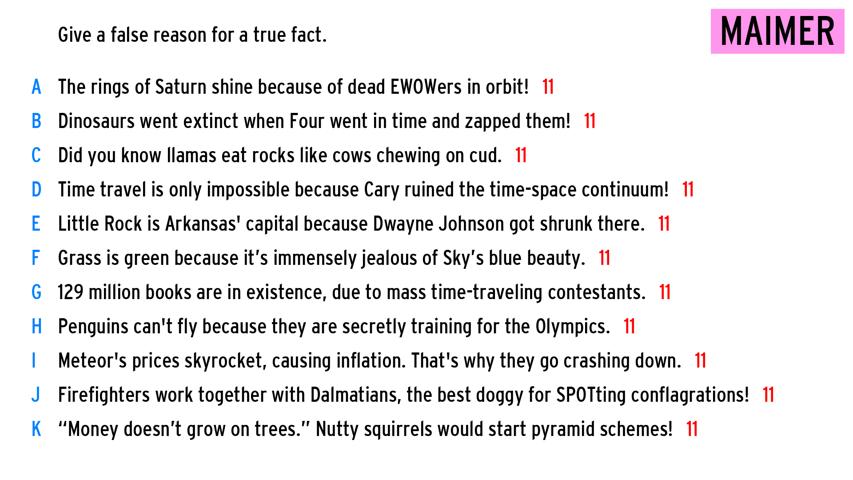 Give a false reason for a true fact.
MAIMER
A The rings of Saturn shine because of dead EWOWers in orbit! 11
B Dinosaurs went extinct when Four went in time and zapped them! 11
C Did you know llamas eat rocks like cows chewing on cud. 11
D Time travel is only impossible because Cary ruined the time-space continuum! 11
E Little Rock is Arkansas' capital because Dwayne Johnson got shrunk there. 11
F Grass is green because it’s immensely jealous of Sky’s blue beauty. 11
G 129 million books are in existence, due to mass time-traveling contestants. 11
H Penguins can't fly because they are secretly training for the Olympics. 11
I Meteor's prices skyrocket, causing inflation. That's why they go crashing down. 11
J Firefighters work together with Dalmatians, the best doggy for SPOTting conflagrations! 11
K “Money doesn’t grow on trees.” Nutty squirrels would start pyramid schemes! 11